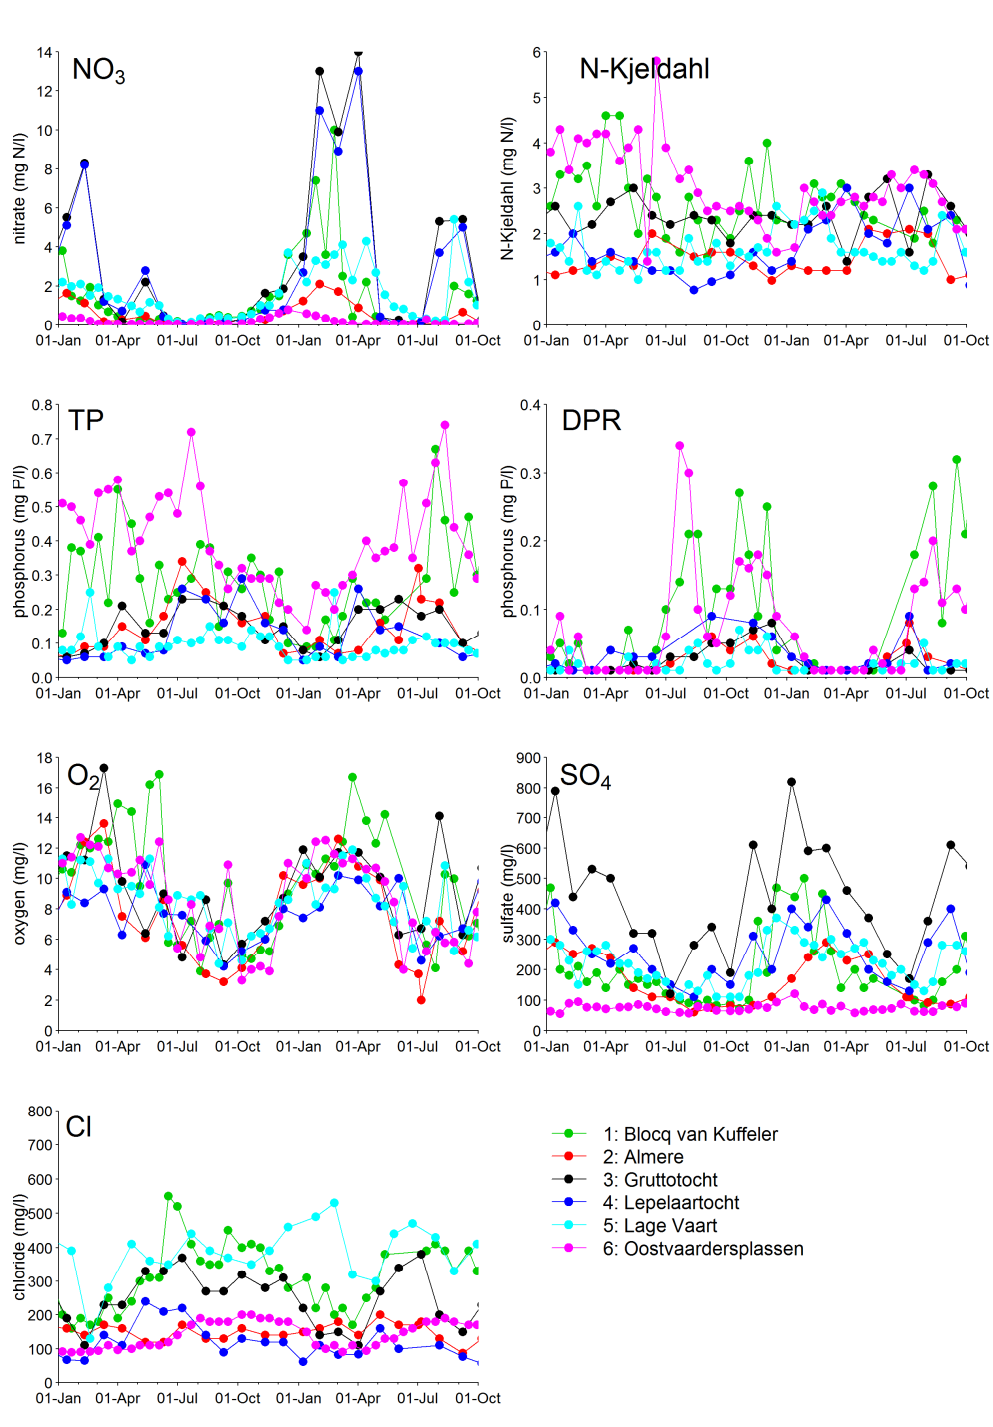 NO3
nitrate (mg N/l)
14
12
10
8
6
4
2
0
01-Jan 01-Apr 01-Jul 01-Oct 01-Jan 01-Apr 01-Jul 01-Oct
N-Kjeldahl
N-Kjeldahl (mg N/l)
6
5
4
3
2
1
0
01-Jan 01-Apr 01-Jul 01-Oct 01-Jan 01-Apr 01-Jul 01-Oct
TP
phosphorus (mg P/l)
0.8
0.7
0.6
0.5
0.4
0.3
0.2
0.1
0.0
01-Jan 01-Apr 01-Jul 01-Oct 01-Jan 01-Apr 01-Jul 01-Oct
DPR
phosphorus (mg P/l)
0.4
0.3
0.2
0.1
0.0
01-Jan 01-Apr 01-Jul 01-Oct 01-Jan 01-Apr 01-Jul 01-Oct
O2
oxygen (mg/l)
18
16
14
12
10
8
6
4
2
0
01-Jan 01-Apr 01-Jul 01-Oct 01-Jan 01-Apr 01-Jul 01-Oct
SO4
sulfate (mg/l)
900
800
700
600
500
400
300
200
100
0
01-Jan 01-Apr 01-Jul 01-Oct 01-Jan 01-Apr 01-Jul 01-Oct
Cl
chloride (mg/l)
800
700
600
500
400
300
200
100
0
01-Jan 01-Apr 01-Jul 01-Oct 01-Jan 01-Apr 01-Jul 01-Oct
1: Blocq van Kuffeler
2: Almere
3: Gruttotocht
4: Lepelaartocht
5: Lage Vaart
6: Oostvaardersplassen